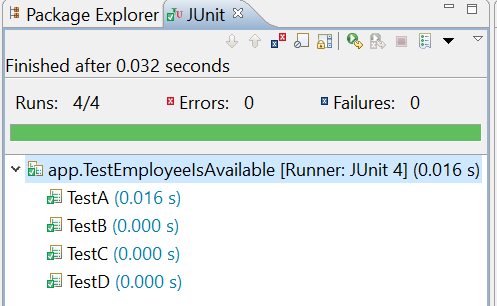 Package Explorer JUnit
Finished after 0.032 seconds
Runs: 4/4 Errors: 0 Failures: 0
app.TestEmployeeIsAvailable [Runner: JUnit 4] (0.016 s)
TestA (0.016 s)
TestB (0.000 s)
TestC (0.000 s)
TestD (0.000 s)